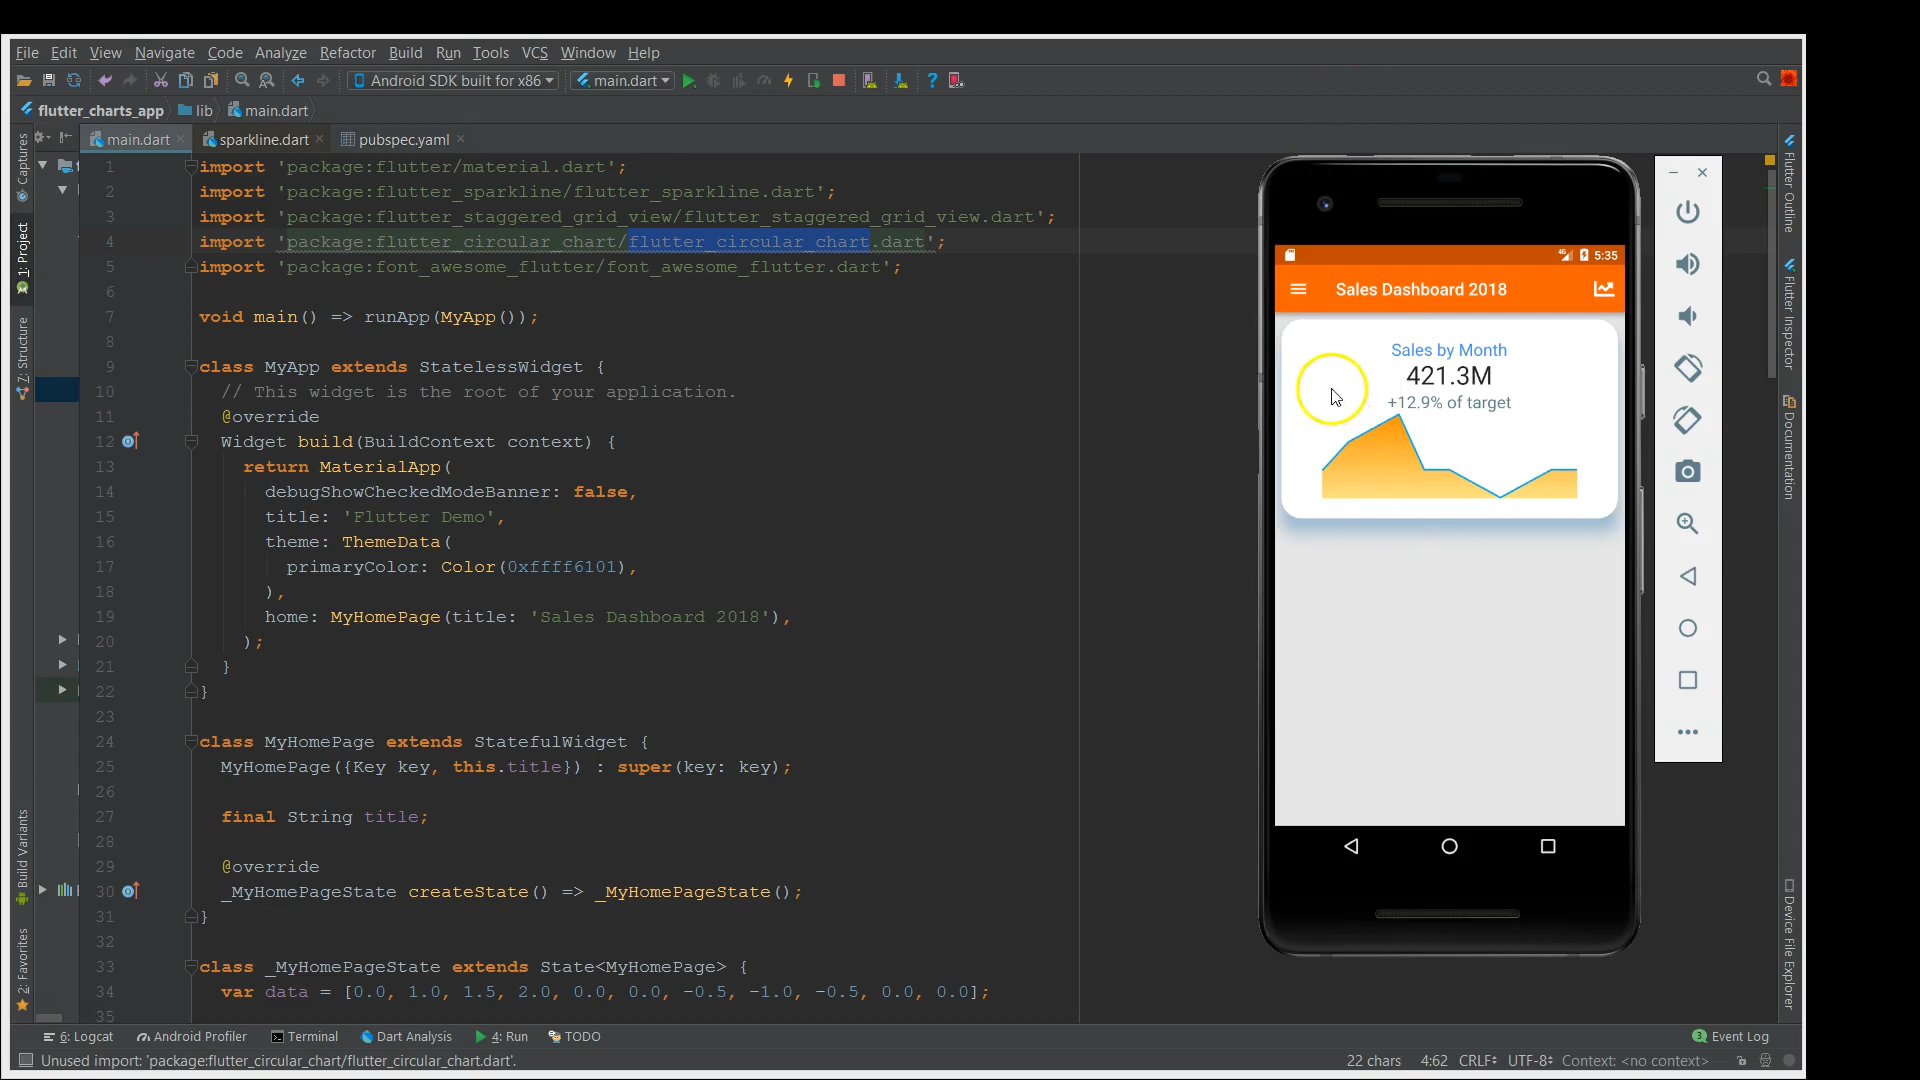 File Edit View Navigate Code Analyze Refactor Build Run Tools VCS Window Help
Android SDK built for x86 main.dart
flutter_charts_app lib main.dart
main.dart sparkline.dart pubspec.yaml
Captures
1: Project
7: Structure
Build Variants
2: Favorites
1 import 'package:flutter/material.dart';
2 import 'package:flutter_sparkline/flutter_sparkline.dart';
3 import 'package:flutter_staggered_grid_view/flutter_staggered_grid_view.dart';
4 import 'package:flutter_circular_chart/flutter_circular_chart.dart';
5 import 'package:font_awesome_flutter/font_awesome_flutter.dart';
6
7 void main() => runApp(MyApp());
8
9 class MyApp extends StatelessWidget {
10 // This widget is the root of your application.
11 @override
12 Widget build(BuildContext context) {
13 return MaterialApp(
14 debugShowCheckedModeBanner: false,
15 title: 'Flutter Demo',
16 theme: ThemeData(
17 primaryColor: Color(0xffff6101),
18 ),
19 home: MyHomePage(title: 'Sales Dashboard 2018'),
20 );
21 }
22 }
23
24 class MyHomePage extends StatefulWidget {
25 MyHomePage({Key key, this.title}) : super(key: key);
26
27 final String title;
28
29 @override
30 _MyHomePageState createState() => _MyHomePageState();
31 }
32
33 class _MyHomePageState extends State<MyHomePage> {
34 var data = [0.0, 1.0, 1.5, 2.0, 0.0, 0.0, -0.5, -1.0, -0.5, 0.0, 0.0];
35
5:35
Sales Dashboard 2018
Sales by Month
421.3M
+12.9% of target
Flutter Outline
Flutter Inspector
Documentation
Device File Explorer
6: Logcat Android Profiler Terminal Dart Analysis 4: Run TODO 3 Event Log
Unused import: 'package:flutter_circular_chart/flutter_circular_chart.dart'. 22 chars 4:62 CRLF UTF-8 Context: <no context>